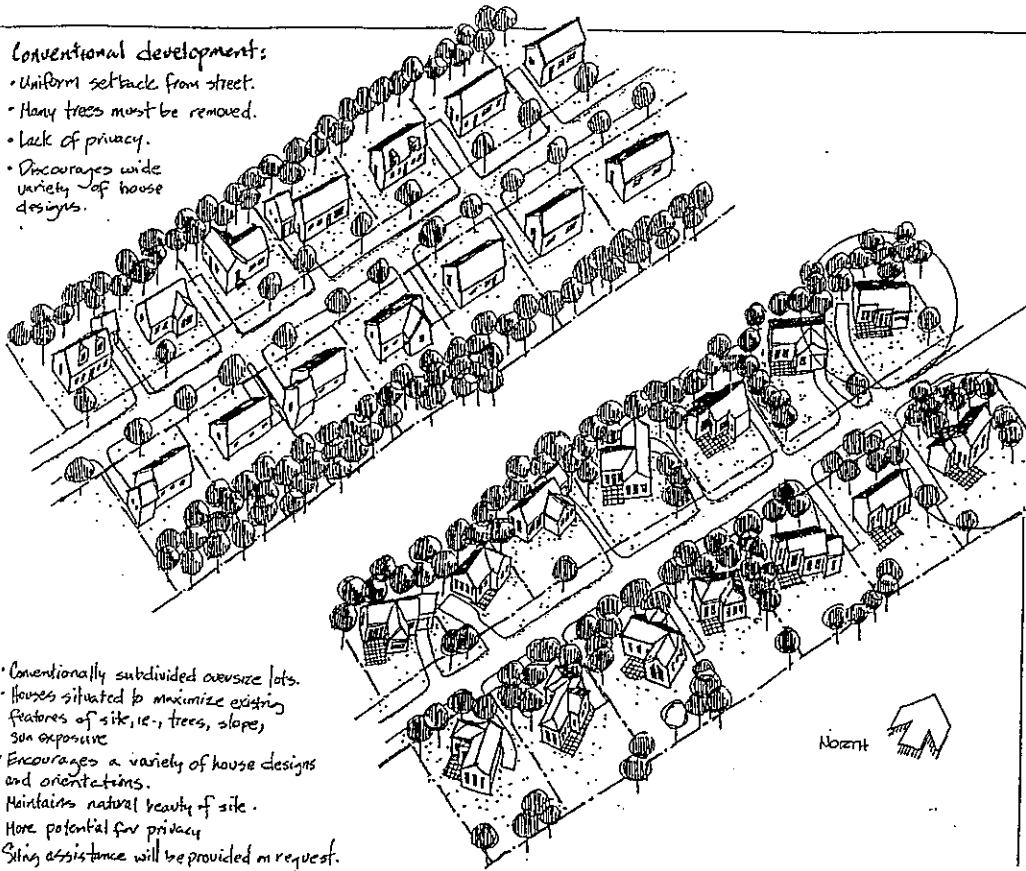 Conventional development:
• Uniform setback from street.
• Many trees must be removed.
• Lack of privacy.
• Discourages wide
variety of house
designs.
• Conventionally subdivided oversize lots.
• Houses situated to maximize existing
features of site, ie., trees, slope,
sun exposure
• Encourages a variety of house designs
and orientations.
Maintains natural beauty of site.
More potential for privacy
Siting assistance will be provided on request.
NORTH